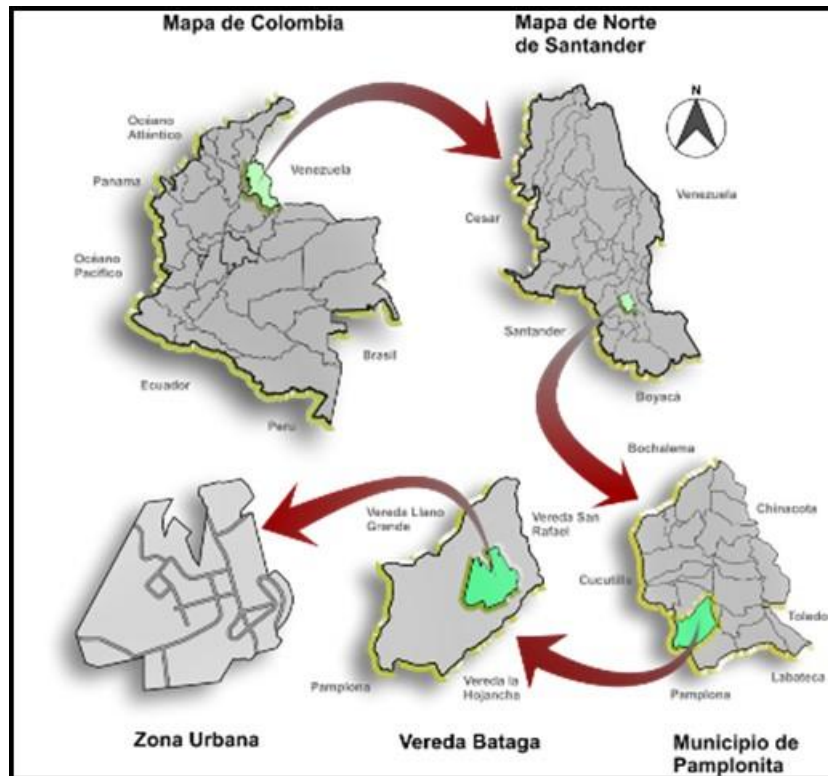 Mapa de Colombia
Mapa de Norte
de Santander
Océano
Atlántico
Panama
Venezuela
Océano
Pacífico
Brasil
Ecuador
Peru
N
Venezuela
Cesar
Santander
Boyacá
Bochalema
Chinacota
Cucutilla
Toledo
Labateca
Pamplona
Vereda Llano
Grande
Vereda San
Rafael
Pamplona
Vereda la
Hojancha
Zona Urbana
Vereda Bataga
Municipio de
Pamplonita